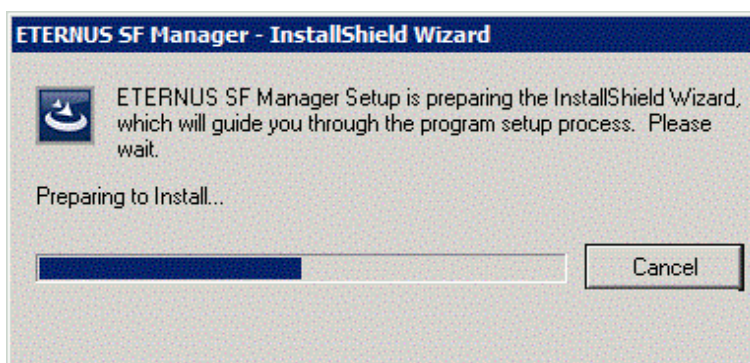 ETERNUS SF Manager - InstallShield Wizard
ETERNUS SF Manager Setup is preparing the InstallShield Wizard,
which will guide you through the program setup process. Please
wait.
Preparing to Install...
Cancel